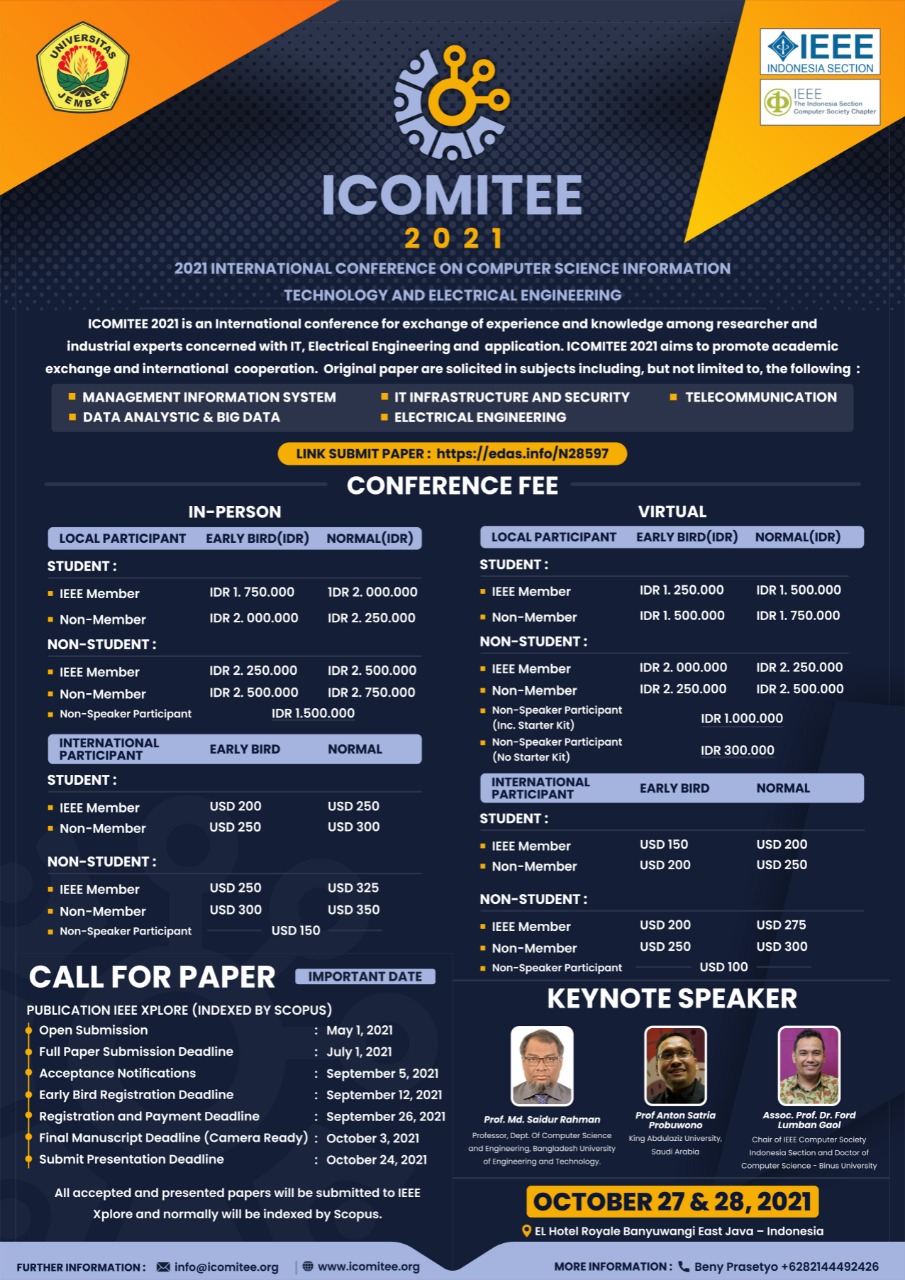 UNIVERSITAS
JEMBER
IEEE
INDONESIA SECTION
IEEE
The Indonesia Section
Computer Society Chapter
ICOMITEE
2021
2021 INTERNATIONAL CONFERENCE ON COMPUTER SCIENCE INFORMATION
TECHNOLOGY AND ELECTRICAL ENGINEERING
ICOMITEE 2021 is an International conference for exchange of experience and knowledge among researcher and
industrial experts concerned with IT, Electrical Engineering and application. ICOMITEE 2021 aims to promote academic
exchange and international cooperation. Original paper are solicited in subjects including, but not limited to, the following :
MANAGEMENT INFORMATION SYSTEM IT INFRASTRUCTURE AND SECURITY TELECOMMUNICATION
DATA ANALYSTIC & BIG DATA ELECTRICAL ENGINEERING
LINK SUBMIT PAPER : https://edas.info/N28597
CONFERENCE FEE
IN-PERSON
LOCAL PARTICIPANT EARLY BIRD(IDR) NORMAL(IDR)
STUDENT :
IEEE Member IDR 1. 750.000 1DR 2. 000.000
Non-Member IDR 2. 000.000 IDR 2. 250.000
NON-STUDENT :
IEEE Member IDR 2. 250.000 IDR 2. 500.000
Non-Member IDR 2. 500.000 IDR 2. 750.000
Non-Speaker Participant IDR 1.500.000
INTERNATIONAL
PARTICIPANT EARLY BIRD NORMAL
STUDENT :
IEEE Member USD 200 USD 250
Non-Member USD 250 USD 300
NON-STUDENT :
IEEE Member USD 250 USD 325
Non-Member USD 300 USD 350
Non-Speaker Participant USD 150
VIRTUAL
LOCAL PARTICIPANT EARLY BIRD(IDR) NORMAL(IDR)
STUDENT :
IEEE Member IDR 1. 250.000 IDR 1. 500.000
Non-Member IDR 1. 500.000 IDR 1. 750.000
NON-STUDENT :
IEEE Member IDR 2. 000.000 IDR 2. 250.000
Non-Member IDR 2. 250.000 IDR 2. 500.000
Non-Speaker Participant
(Inc. Starter Kit) IDR 1.000.000
Non-Speaker Participant
(No Starter Kit) IDR 300.000
INTERNATIONAL
PARTICIPANT EARLY BIRD NORMAL
STUDENT :
IEEE Member USD 150 USD 200
Non-Member USD 200 USD 250
NON-STUDENT :
IEEE Member USD 200 USD 275
Non-Member USD 250 USD 300
Non-Speaker Participant USD 100
CALL FOR PAPER IMPORTANT DATE
PUBLICATION IEEE XPLORE (INDEXED BY SCOPUS)
Open Submission : May 1, 2021
Full Paper Submission Deadline : July 1, 2021
Acceptance Notifications : September 5, 2021
Early Bird Registration Deadline : September 12, 2021
Registration and Payment Deadline : September 26, 2021
Final Manuscript Deadline (Camera Ready) : October 3, 2021
Submit Presentation Deadline : October 24, 2021
All accepted and presented papers will be submitted to IEEE
Xplore and normally will be indexed by Scopus.
KEYNOTE SPEAKER
Prof. Md. Saidur Rahman
Professor, Dept. Of Computer Science
and Engineering, Bangladesh University
of Engineering and Technology.
Prof Anton Satria
Probuwono
King Abdulaziz University,
Saudi Arabia
Assoc. Prof. Dr. Ford
Lumban Gaol
Chair of IEEE Computer Society
Indonesia Section and Doctor of
Computer Science - Binus University
OCTOBER 27 & 28, 2021
EL Hotel Royale Banyuwangi East Java – Indonesia
FURTHER INFORMATION : info@icomitee.org www.icomitee.org
MORE INFORMATION : Beny Prasetyo +6282144492426